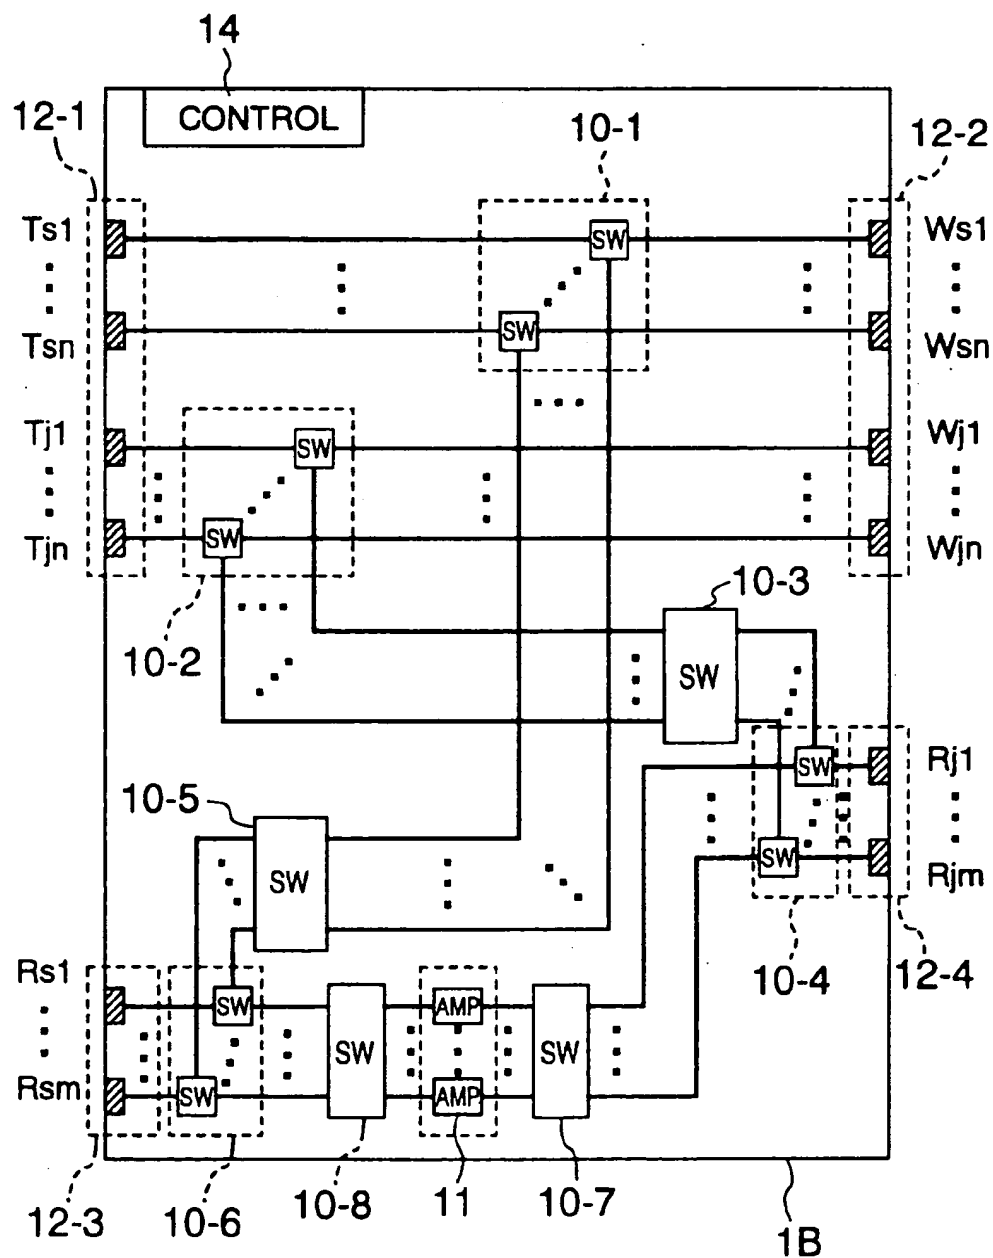 14
CONTROL
12-1
10-1
12-2
Ts1
SW
Ws1
SW
Tsn
Wsn
Tj1
SW
Wj1
SW
Tjn
Wjn
10-3
10-2
SW
Rj1
SW
10-5
SW
SW
Rjm
Rs1
10-4
12-4
SW
AMP
SW
SW
Rsm
SW
AMP
12-3
10-6
10-8
11
10-7
1B